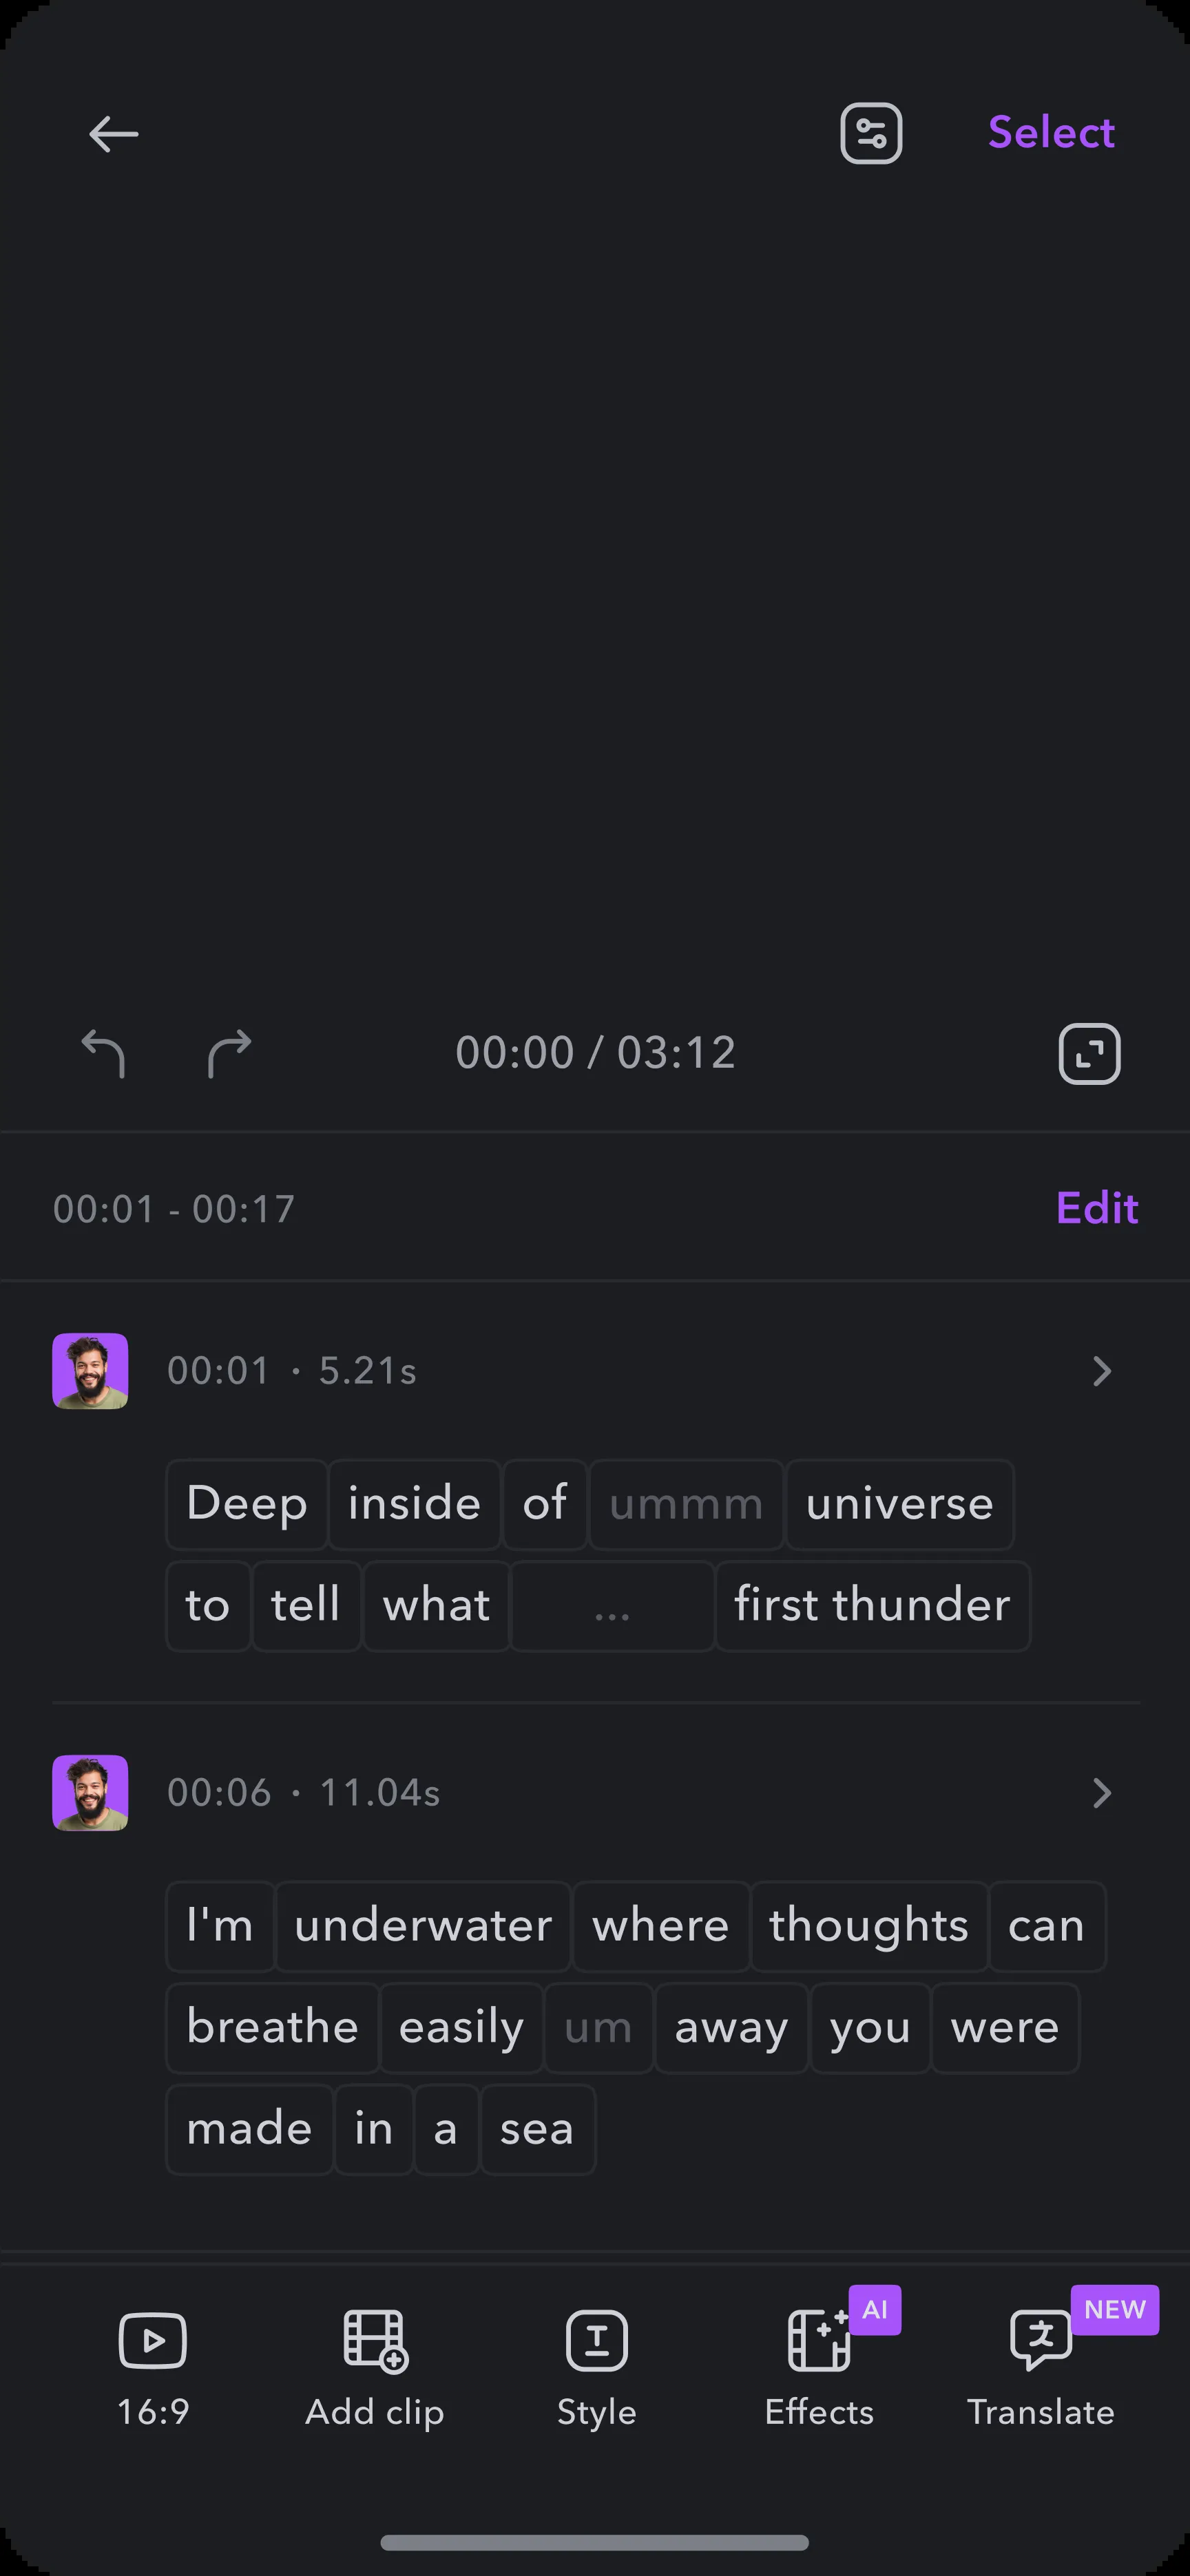 Select
00:00 / 03:12
00:01 - 00:17 Edit
00:01 · 5.21s
Deep inside of ummm universe
to tell what ... first thunder
00:06 · 11.04s
I'm underwater where thoughts can
breathe easily um away you were
made in a sea
AI NEW
16:9 Add clip Style Effects Translate